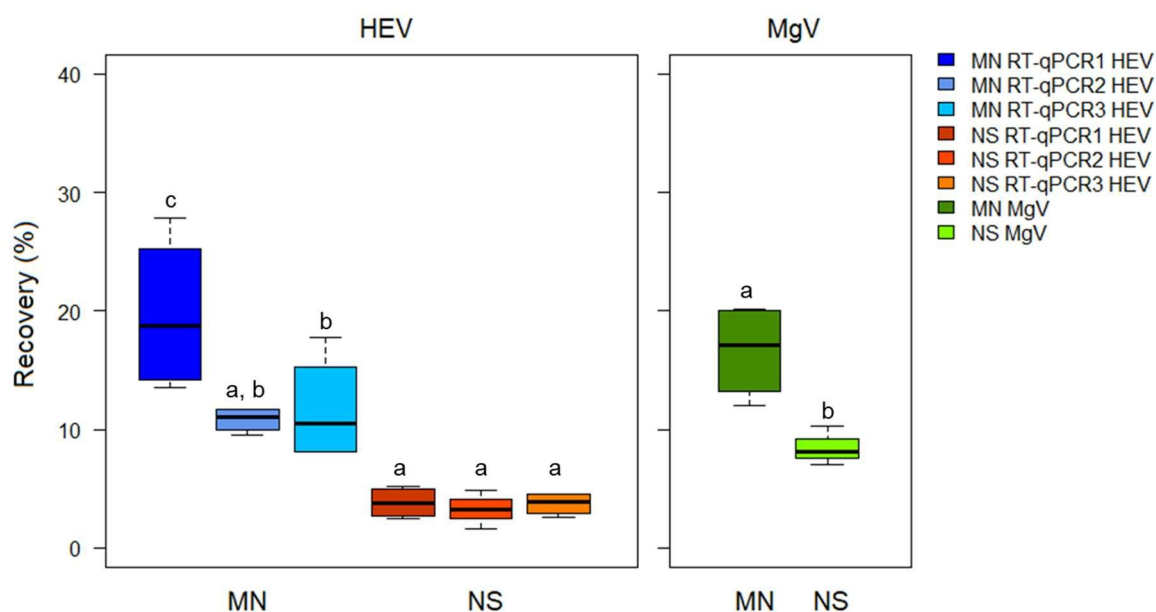 HEV
MgV
MN RT-qPCR1 HEV
MN RT-qPCR2 HEV
MN RT-qPCR3 HEV
NS RT-qPCR1 HEV
NS RT-qPCR2 HEV
NS RT-qPCR3 HEV
MN MgV
NS MgV
Recovery (%)
40
30
20
10
0
c
a, b
b
a
a
a
a
b
MN
NS
MN
NS